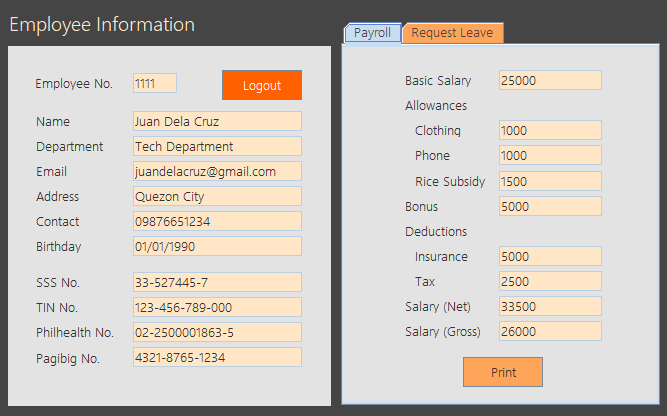 Employee Information
Employee No. 1111 Logout
Name Juan Dela Cruz
Department Tech Department
Email juandelacruz@gmail.com
Address Quezon City
Contact 09876651234
Birthday 01/01/1990
SSS No. 33-527445-7
TIN No. 123-456-789-000
Philhealth No. 02-2500001863-5
Pagibig No. 4321-8765-1234
Payroll Request Leave
Basic Salary 25000
Allowances
Clothing 1000
Phone 1000
Rice Subsidy 1500
Bonus 5000
Deductions
Insurance 5000
Tax 2500
Salary (Net) 33500
Salary (Gross) 26000
Print